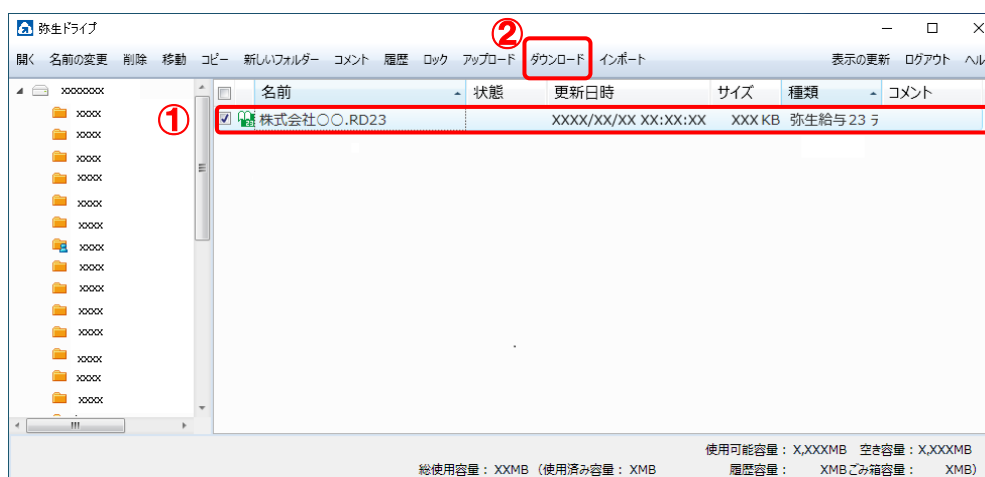 弥生ドライブ
②
開く 名前の変更 削除 移動 コピー 新しいフォルダー コメント 履歴 ロック アップロード ダウンロード インポート 表示の更新 ログアウト ヘル
xxxxxxx
名前 状態 更新日時 サイズ 種類 コメント
①
株式会社○○.RD23 XXXX/XX/XX XX:XX:XX XXX KB 弥生給与 23 デ
xxxx
xxxx
xxxx
xxxx
xxxx
xxxx
xxxx
xxxx
xxxx
xxxx
xxxx
xxxx
xxxx
xxxx
使用可能容量： X,XXXMB 空き容量：X,XXXMB
総使用容量： XXMB （使用済み容量： XMB 履歴容量： XMB ごみ箱容量： XMB)